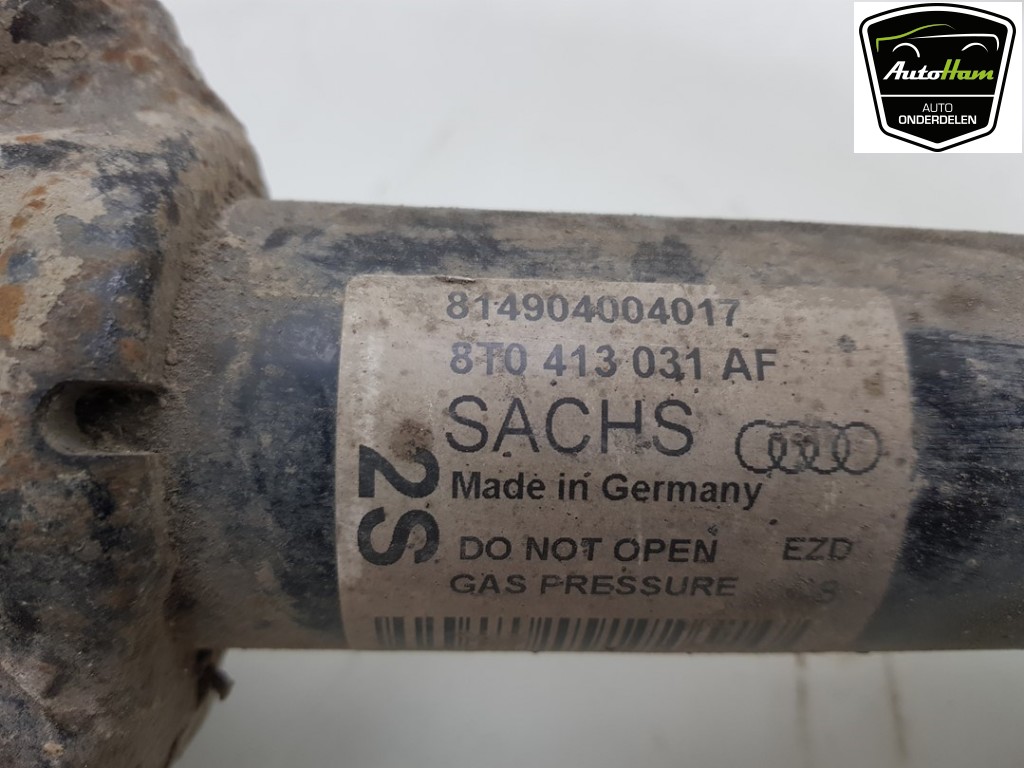 AutoHam
AUTO
ONDERDELEN
814904004017
8T0 413 031 AF
SACHS
2S
Made in Germany
DO NOT OPEN EZD
GAS PRESSURE